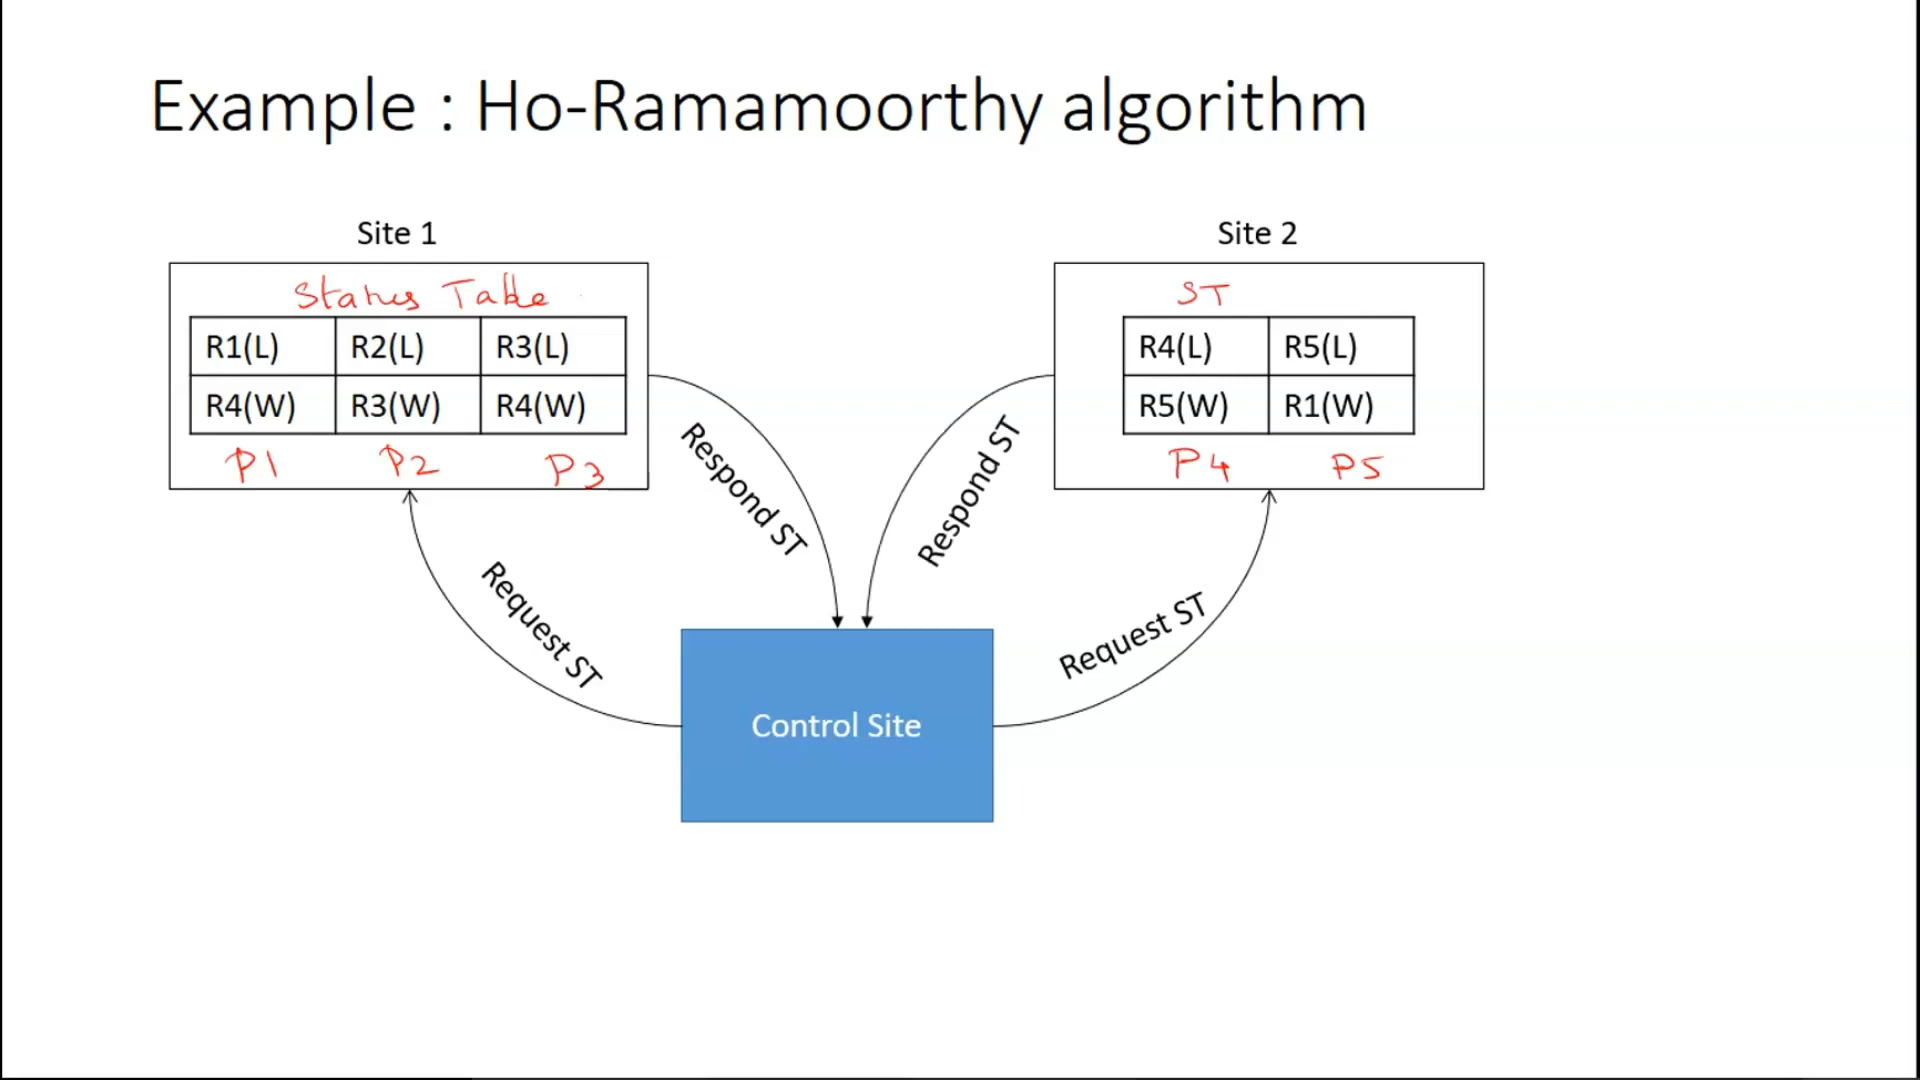 Example : Ho-Ramamoorthy algorithm
Site 1
Site 2
Status Table
ST
R1(L) R2(L) R3(L)
R4(W) R3(W) R4(W)
P1 P2 P3
R4(L) R5(L)
R5(W) R1(W)
P4 P5
Respond ST
Respond ST
Request ST
Request ST
Control Site